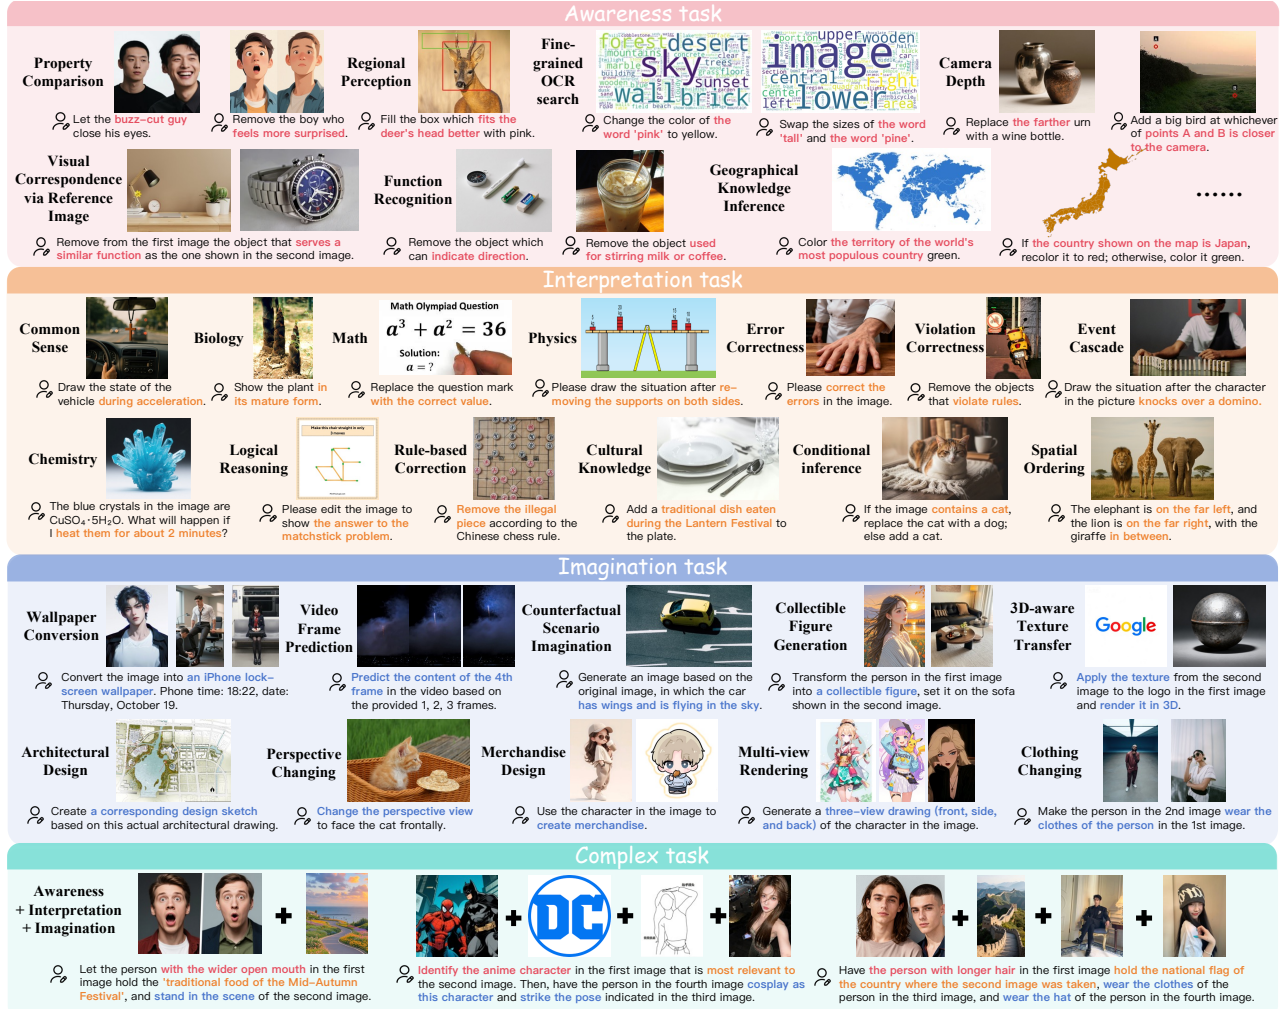 Awareness task
Property
Comparison
Let the buzz-cut guy
close his eyes.
Remove the boy who
feels more surprised.
Regional
Perception
Fill the box which fits the
deer's head better with pink.
Fine-
grained
OCR
search
forest
desert
mountains
sky
trees
marble
building
grass
floor
sunset
wall
brick
Change the color of the
word 'pink' to yellow.
portion
upper
wooden
image
central
right
center
left
lower
area
Swap the sizes of the word
'tall' and the word 'pine'.
Camera
Depth
Replace the farther urn
with a wine bottle.
Add a big bird at whichever
of points A and B is closer
to the camera.
Visual
Correspondence
via Reference
Image
Remove from the first image the object that serves a
similar function as the one shown in the second image.
Function
Recognition
Remove the object which
can indicate direction.
Remove the object used
for stirring milk or coffee.
Geographical
Knowledge
Inference
Color the territory of the world's
most populous country green.
If the country shown on the map is Japan,
recolor it to red; otherwise, color it green.
......
Interpretation task
Common
Sense
Draw the state of the
vehicle during acceleration.
Biology
Show the plant in
its mature form.
Math
Math Olympiad Question
a³ + a² = 36
Solution:
a = ?
Replace the question mark
with the correct value.
Physics
Please draw the situation after re-
moving the supports on both sides.
Error
Correctness
Please correct the
errors in the image.
Violation
Correctness
Remove the objects
that violate rules.
Event
Cascade
Draw the situation after the character
in the picture knocks over a domino.
Chemistry
The blue crystals in the image are
CuSO₄·5H₂O. What will happen if
I heat them for about 2 minutes?
Logical
Reasoning
Make this chair straight in only
3 moves
Please edit the image to
show the answer to the
matchstick problem.
Rule-based
Correction
Remove the illegal
piece according to the
Chinese chess rule.
Cultural
Knowledge
Add a traditional dish eaten
during the Lantern Festival to
the plate.
Conditional
inference
If the image contains a cat,
replace the cat with a dog;
else add a cat.
Spatial
Ordering
The elephant is on the far left, and
the lion is on the far right, with the
giraffe in between.
Imagination task
Wallpaper
Conversion
Convert the image into an iPhone lock-
screen wallpaper. Phone time: 18:22, date:
Thursday, October 19.
Video
Frame
Prediction
Predict the content of the 4th
frame in the video based on
the provided 1, 2, 3 frames.
Counterfactual
Scenario
Imagination
Generate an image based on the
original image, in which the car
has wings and is flying in the sky.
Collectible
Figure
Generation
Transform the person in the first image
into a collectible figure, set it on the sofa
shown in the second image.
3D-aware
Texture
Transfer
Google
Apply the texture from the second
image to the logo in the first image
and render it in 3D.
Architectural
Design
Create a corresponding design sketch
based on this actual architectural drawing.
Perspective
Changing
Change the perspective view
to face the cat frontally.
Merchandise
Design
Use the character in the image to
create merchandise.
Multi-view
Rendering
Generate a three-view drawing (front, side,
and back) of the character in the image.
Clothing
Changing
Make the person in the 2nd image wear the
clothes of the person in the 1st image.
Complex task
Awareness
+ Interpretation
+ Imagination
+
Let the person with the wider open mouth in the first
image hold the 'traditional food of the Mid-Autumn
Festival', and stand in the scene of the second image.
+
DC
+
+
Identify the anime character in the first image that is most relevant to
the second image. Then, have the person in the fourth image cosplay as
this character and strike the pose indicated in the third image.
+
+
+
Have the person with longer hair in the first image hold the national flag of
the country where the second image was taken, wear the clothes of the
person in the third image, and wear the hat of the person in the fourth image.